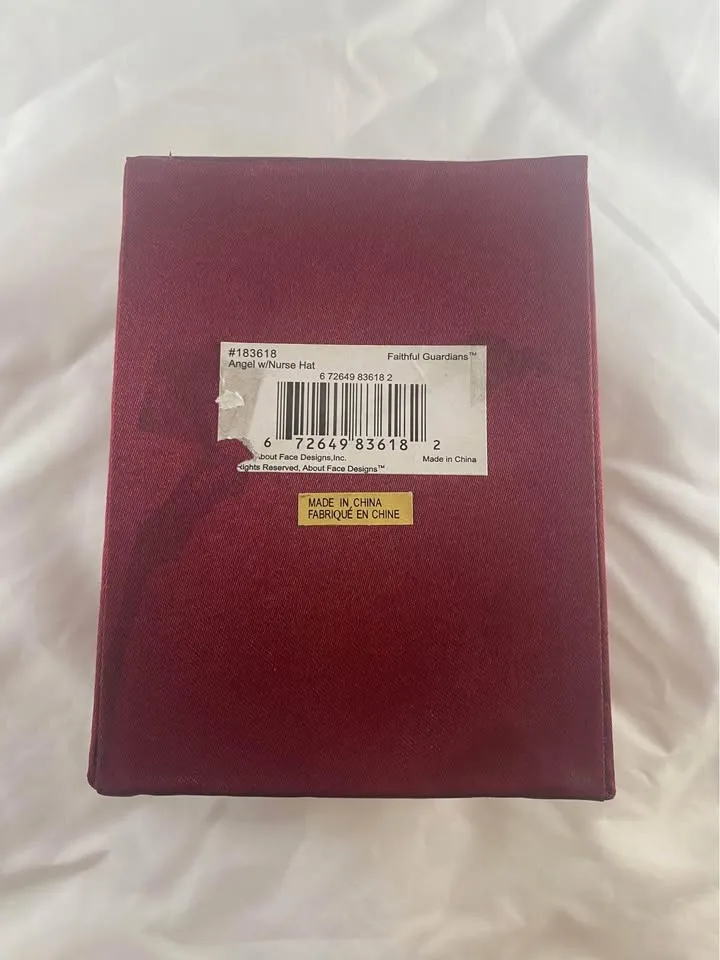 #183618 Faithful Guardians™
Angel w/Nurse Hat
6 72649 83618 2
6 72649 83618 2
About Face Designs,Inc. Made in China
Rights Reserved, About Face Designs™
MADE IN CHINA
FABRIQUÉ EN CHINE